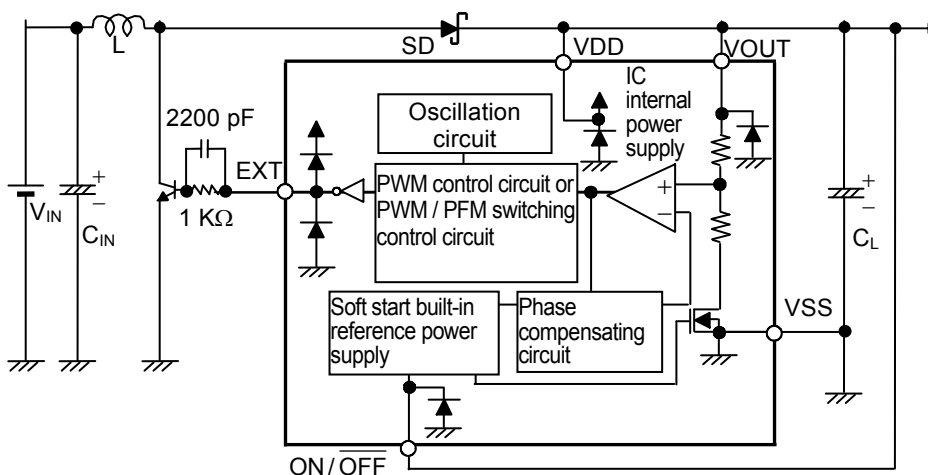 L
SD
VDD
VOUT
2200 pF
EXT
1 KΩ
VIN
+
−
CIN
Oscillation
circuit
IC
internal
power
supply
PWM control circuit or
PWM / PFM switching
control circuit
+
−
+
−
CL
Soft start built-in
reference power
supply
Phase
compensating
circuit
VSS
ON / OFF